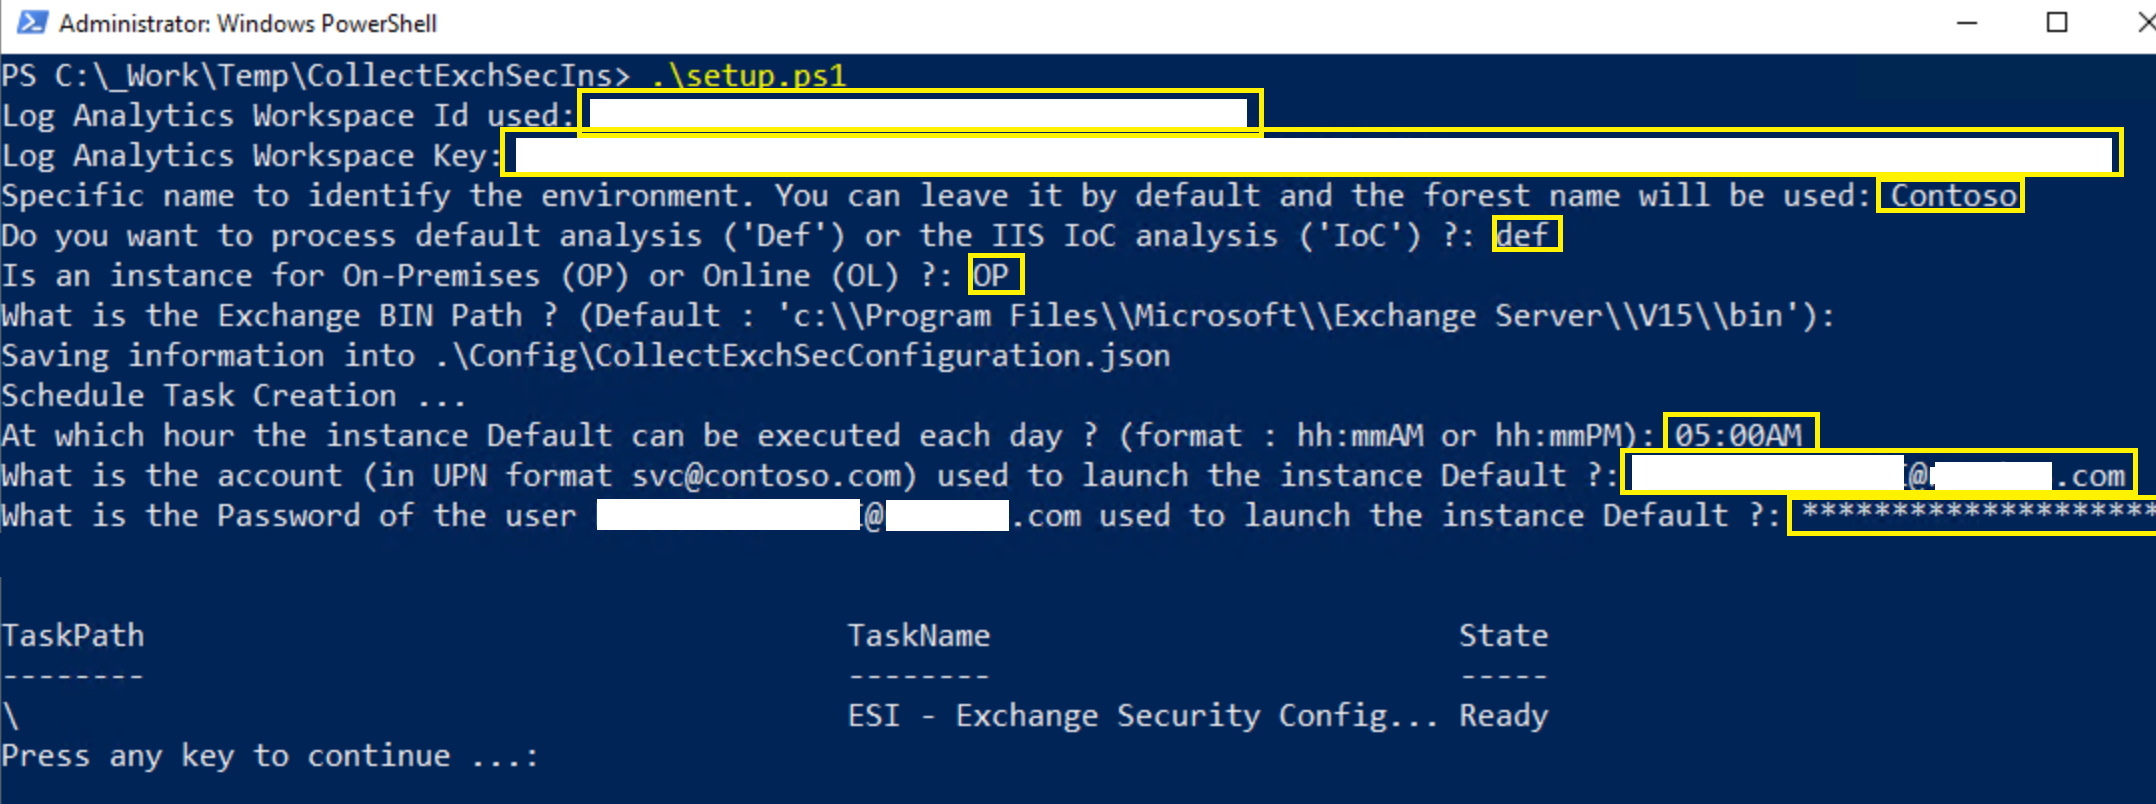 Administrator: Windows PowerShell
PS C:\_Work\Temp\CollectExchSecIns> .\setup.ps1
Log Analytics Workspace Id used:
Log Analytics Workspace Key:
Specific name to identify the environment. You can leave it by default and the forest name will be used: Contoso
Do you want to process default analysis ('Def') or the IIS IoC analysis ('IoC') ?: def
Is an instance for On-Premises (OP) or Online (OL) ?: OP
What is the Exchange BIN Path ? (Default : 'c:\\Program Files\\Microsoft\\Exchange Server\\V15\\bin'):
Saving information into .\Config\CollectExchSecConfiguration.json
Schedule Task Creation ...
At which hour the instance Default can be executed each day ? (format : hh:mmAM or hh:mmPM): 05:00AM
What is the account (in UPN format svc@contoso.com) used to launch the instance Default ?: @ .com
What is the Password of the user @ .com used to launch the instance Default ?: ********************
TaskPath TaskName State
-------- -------- -----
\ ESI - Exchange Security Config... Ready
Press any key to continue ...: